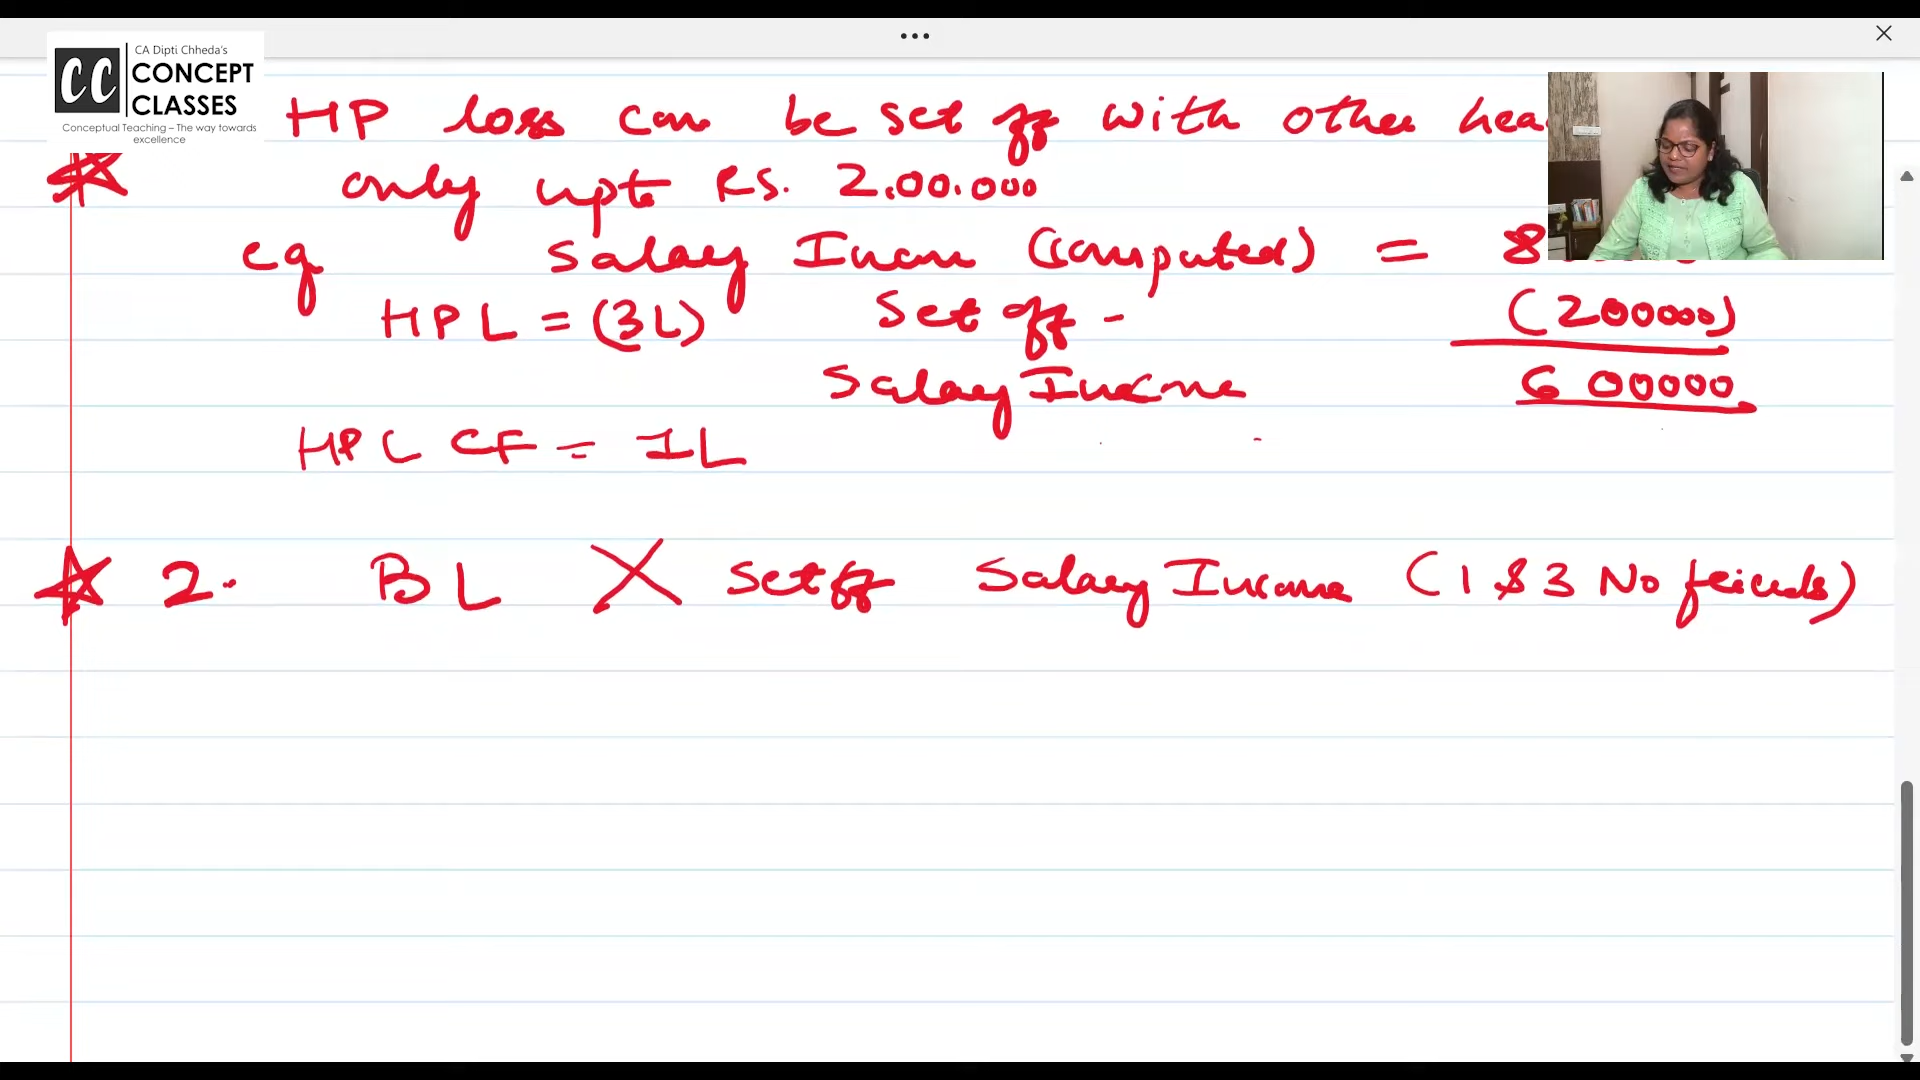 CA Dipti Chheda's
CC CONCEPT
CLASSES
Conceptual Teaching – The way towards
excellence
HP loss can be set off with other hea
only upto RS. 2,00,000
eg Salary Income (computed) = 8
HPL = (3L) Set off - (200000)
Salary Income 600000
HPL CF = 1L
2. BL X Set off Salary Income (1 & 3 No friends)